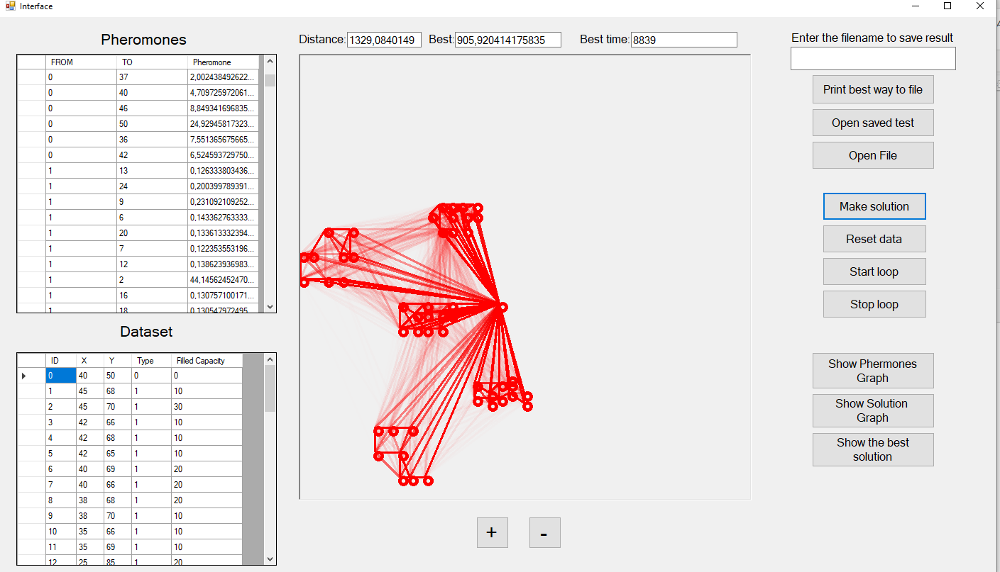 Interface
Pheromones
FROM TO Pheromone
0 37 2,002438492622...
0 40 4,709725972061...
0 46 8,849341696835...
0 50 24,92945817323...
0 36 7,551365675665...
0 42 6,524593729750...
1 13 0,126333803436...
1 24 0,200399789391...
1 9 0,231092109252...
1 6 0,143362763333...
1 20 0,133613332394...
1 7 0,122353553196...
1 12 0,138623936983...
1 2 44,14562452470...
1 16 0,130757100171...
1 18 0,130547972495
Dataset
ID X Y Type Filled Capacity
0 40 50 0 0
1 45 68 1 10
2 45 70 1 30
3 42 66 1 10
4 42 68 1 10
5 42 65 1 10
6 40 69 1 20
7 40 66 1 20
8 38 68 1 20
9 38 70 1 10
10 35 66 1 10
11 35 69 1 10
12 25 85 1 20
Distance: 1329,0840149 Best: 905,920414175835 Best time: 8839
+ -
Enter the filename to save result
Print best way to file
Open saved test
Open File
Make solution
Reset data
Start loop
Stop loop
Show Phermones
Graph
Show Solution
Graph
Show the best
solution